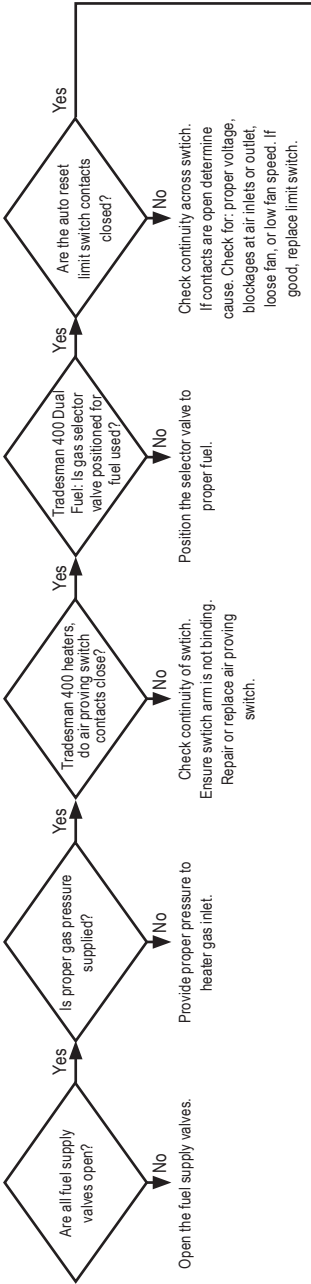 Are all fuel supply
valves open?
Yes
No
Open the fuel supply valves.
Is proper gas pressure
supplied?
Yes
No
Provide proper pressure to
heater gas inlet.
Tradesman 400 heaters,
do air proving switch
contacts close?
Yes
No
Check continuity of swtich.
Ensure swtich arm is not binding.
Repair or replace air proving
switch.
Tradesman 400 Dual
Fuel: Is gas selector
valve positioned for
fuel used?
Yes
No
Position the selector valve to
proper fuel.
Are the auto reset
limit switch contacts
closed?
Yes
No
Check continuity across swtich.
If contacts are open determine
cause. Check for: proper voltage,
blockages at air inlets or outlet,
loose fan, or low fan speed. If
good, replace limit switch.